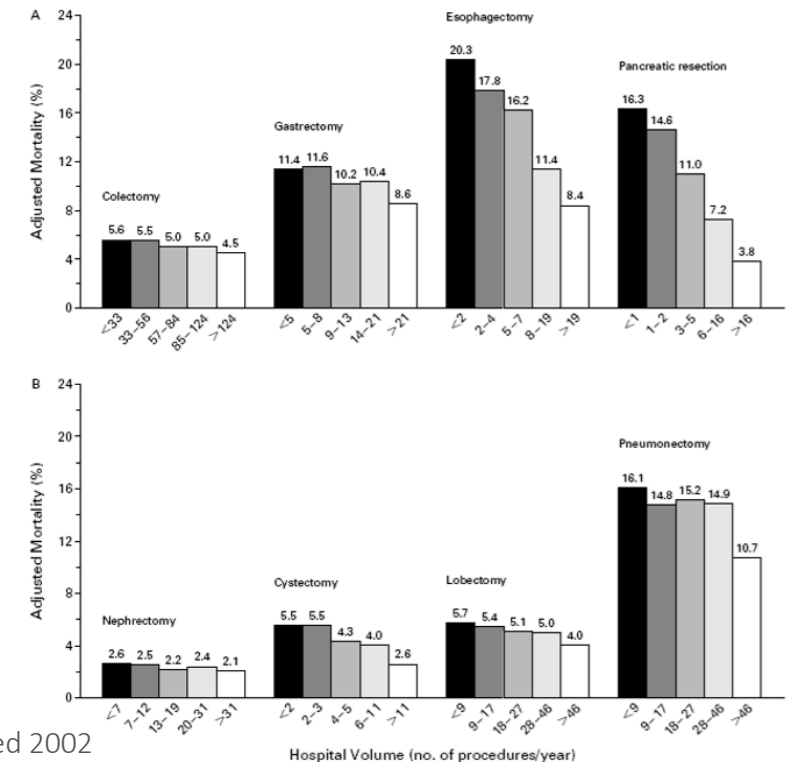 A
24
20
16
12
8
4
0
Adjusted Mortality (%)
Colectomy
5.6 5.5 5.0 5.0 4.5
<33 33–56 57–84 85–124 >124
Gastrectomy
11.4 11.6 10.2 10.4 8.6
<5 5–8 9–13 14–21 >21
Esophagectomy
20.3 17.8 16.2 11.4 8.4
<2 2–4 5–7 8–19 >19
Pancreatic resection
16.3 14.6 11.0 7.2 3.8
<1 1–2 3–5 6–16 >16
B
24
20
16
12
8
4
0
Adjusted Mortality (%)
Nephrectomy
2.6 2.5 2.2 2.4 2.1
<7 7–12 13–19 20–31 >31
Cystectomy
5.5 5.5 4.3 4.0 2.6
<2 2–3 4–5 6–11 >11
Lobectomy
5.7 5.4 5.1 5.0 4.0
<9 9–17 18–27 28–46 >46
Pneumonectomy
16.1 14.8 15.2 14.9 10.7
<9 9–17 18–27 28–46 >46
ed 2002
Hospital Volume (no. of procedures/year)